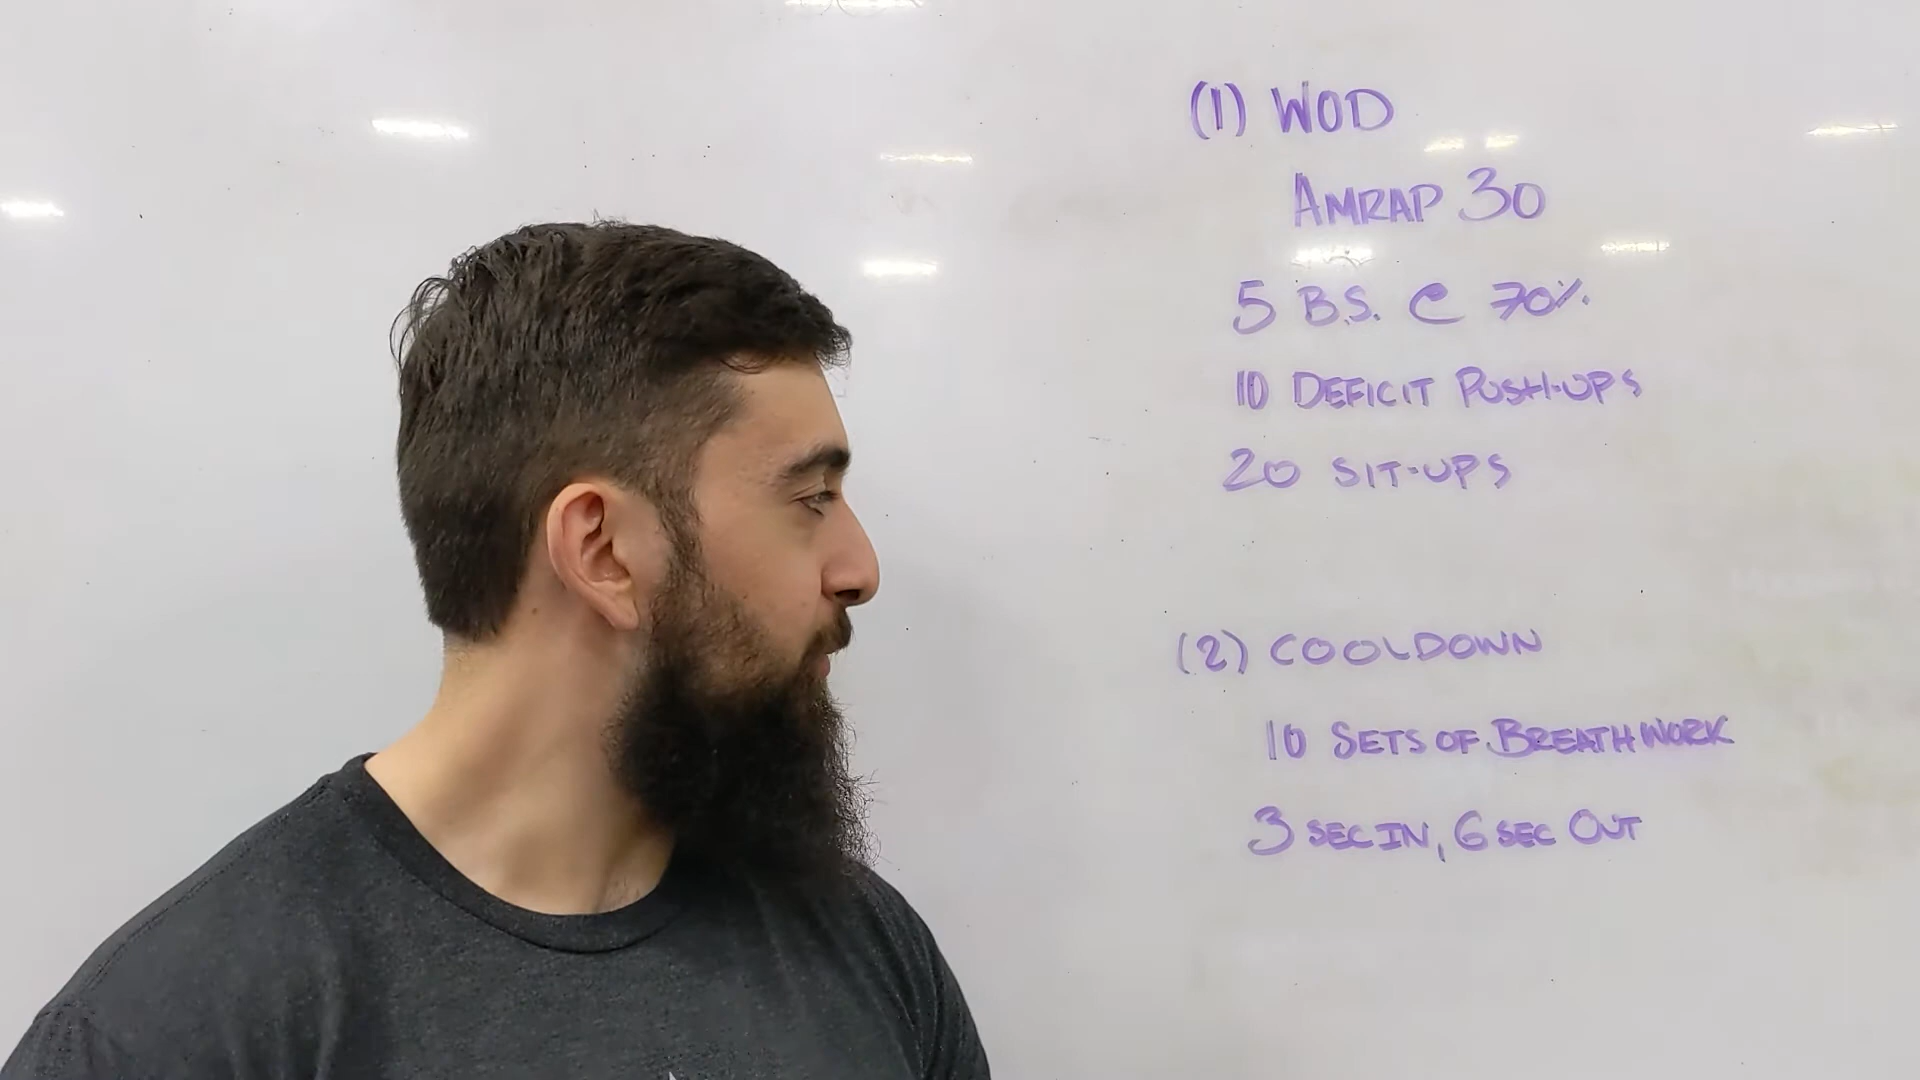 (1) WOD
AMRAP 30
5 B.S. @ 70%
10 DEFICIT PUSH-UPS
20 SIT-UPS
(2) COOLDOWN
10 SETS OF BREATHWORK
3 SEC IN, 6 SEC OUT